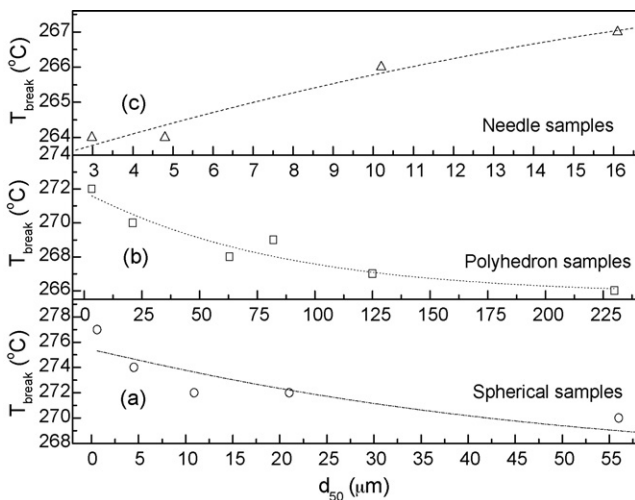 T_break (°C)
267
266
265
264
(c)
Needle samples
3 4 5 6 7 8 9 10 11 12 13 14 15 16
T_break (°C)
274
272
270
268
266
(b)
Polyhedron samples
0 25 50 75 100 125 150 175 200 225
T_break (°C)
278
276
274
272
270
268
(a)
Spherical samples
0 5 10 15 20 25 30 35 40 45 50 55
d_50 (μm)